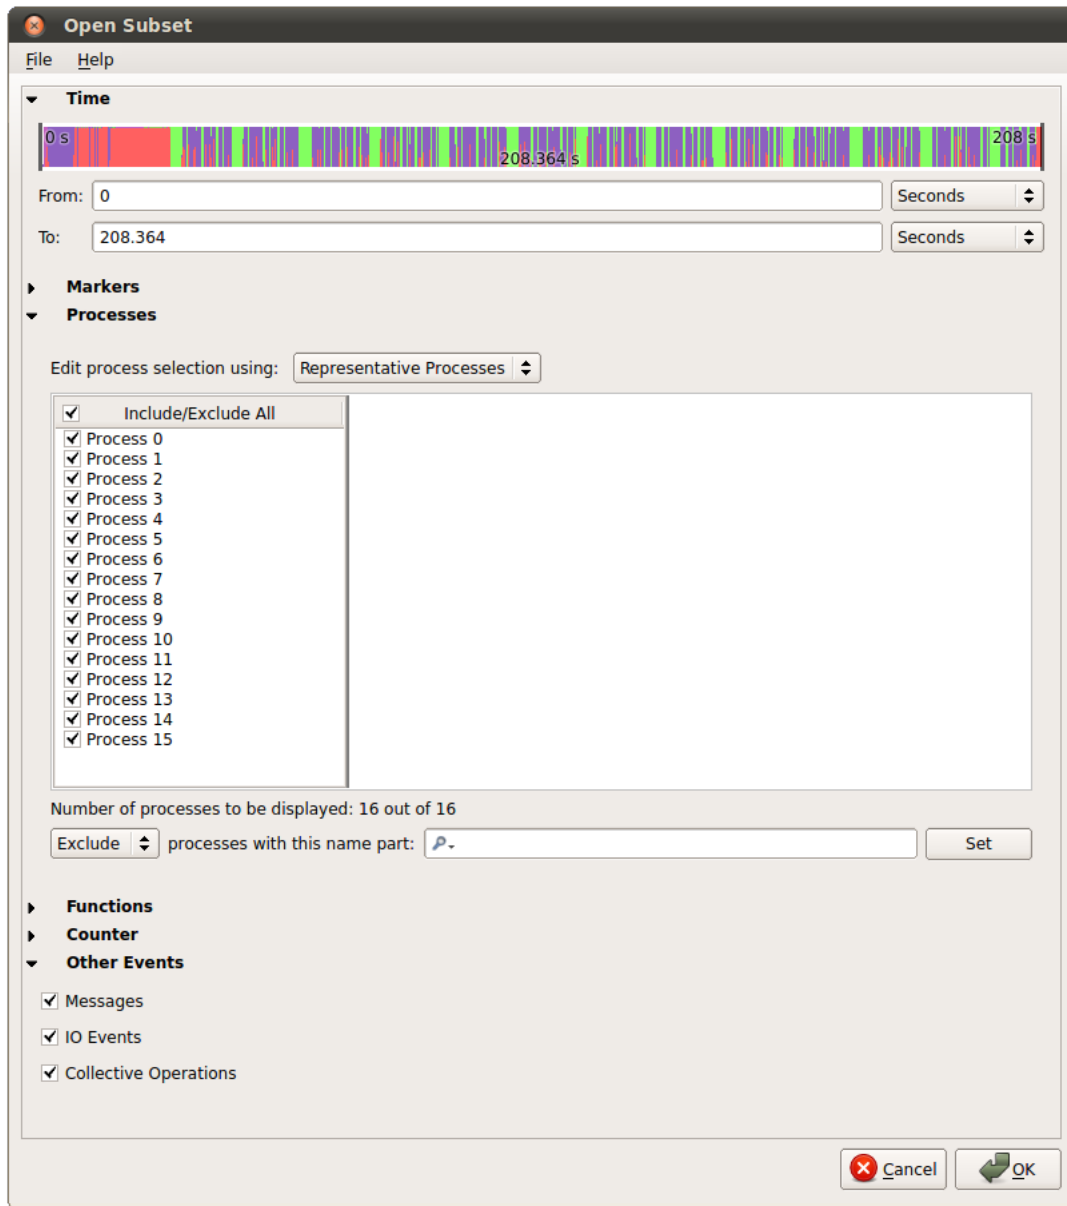 Open Subset
File Help
Time
0 s 208 s
208.364 s
From: 0 Seconds
To: 208.364 Seconds
Markers
Processes
Edit process selection using: Representative Processes
Include/Exclude All
Process 0
Process 1
Process 2
Process 3
Process 4
Process 5
Process 6
Process 7
Process 8
Process 9
Process 10
Process 11
Process 12
Process 13
Process 14
Process 15
Number of processes to be displayed: 16 out of 16
Exclude processes with this name part: Set
Functions
Counter
Other Events
Messages
IO Events
Collective Operations
Cancel OK